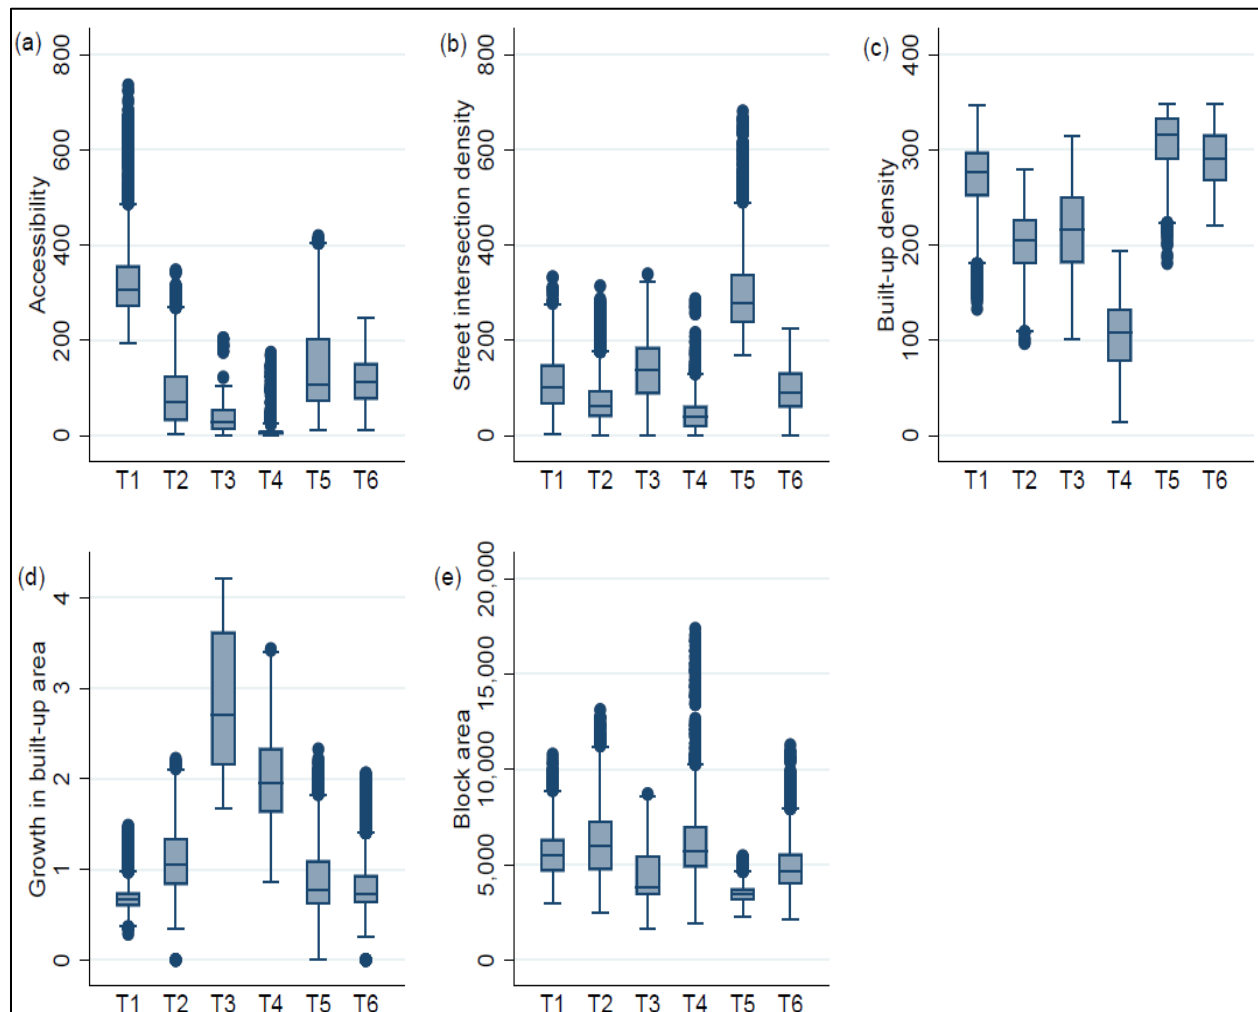 (a)
Accessibility
800
600
400
200
0
T1 T2 T3 T4 T5 T6
(b)
Street intersection density
800
600
400
200
0
T1 T2 T3 T4 T5 T6
(c)
Built-up density
400
300
200
100
0
T1 T2 T3 T4 T5 T6
(d)
Growth in built-up area
4
3
2
1
0
T1 T2 T3 T4 T5 T6
(e)
Block area
20,000
15,000
10,000
5,000
0
T1 T2 T3 T4 T5 T6